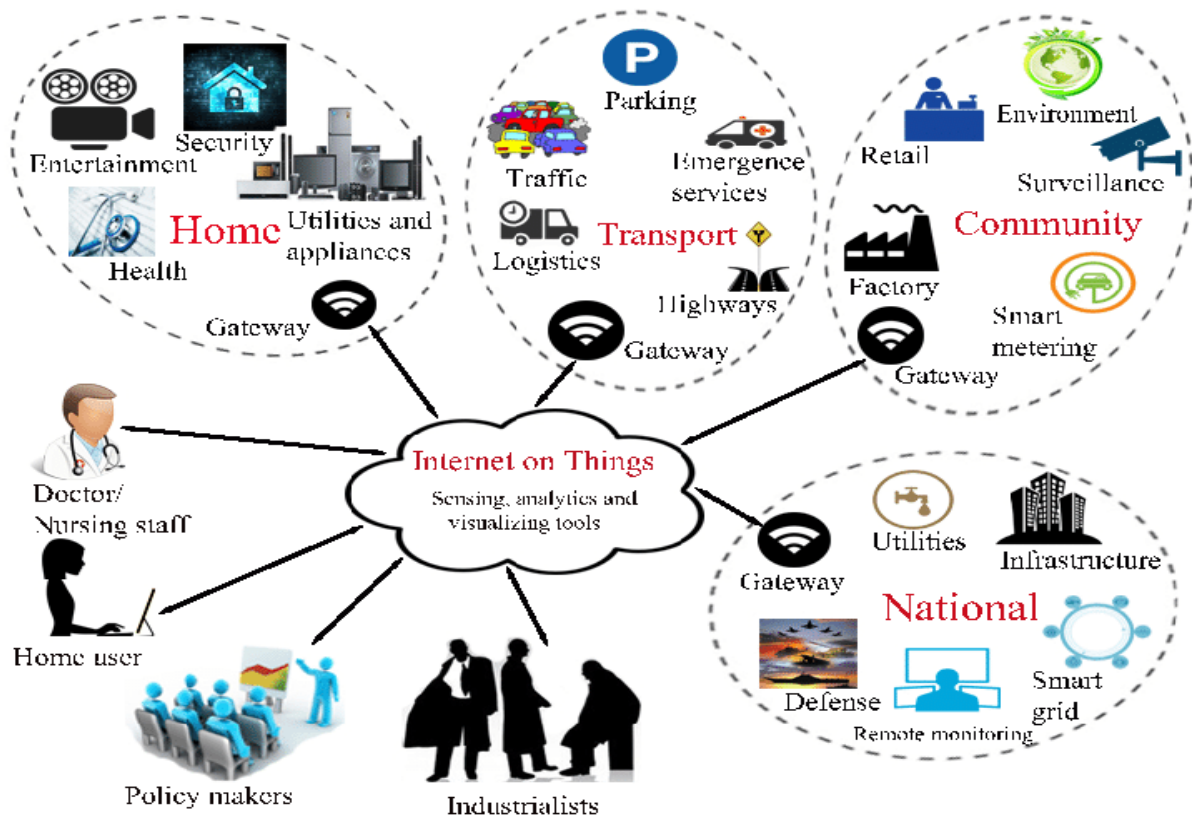 Entertainment
Security
Utilities and
appliances
Health
Home
Gateway
P
Parking
Traffic
Emergence
services
Logistics
Transport
Highways
Gateway
Retail
Environment
Surveillance
Community
Factory
Smart
metering
Gateway
Internet on Things
Sensing, analytics and
visualizing tools
Doctor/
Nursing staff
Home user
Policy makers
Industrialists
Gateway
Utilities
Infrastructure
National
Defense
Remote monitoring
Smart
grid